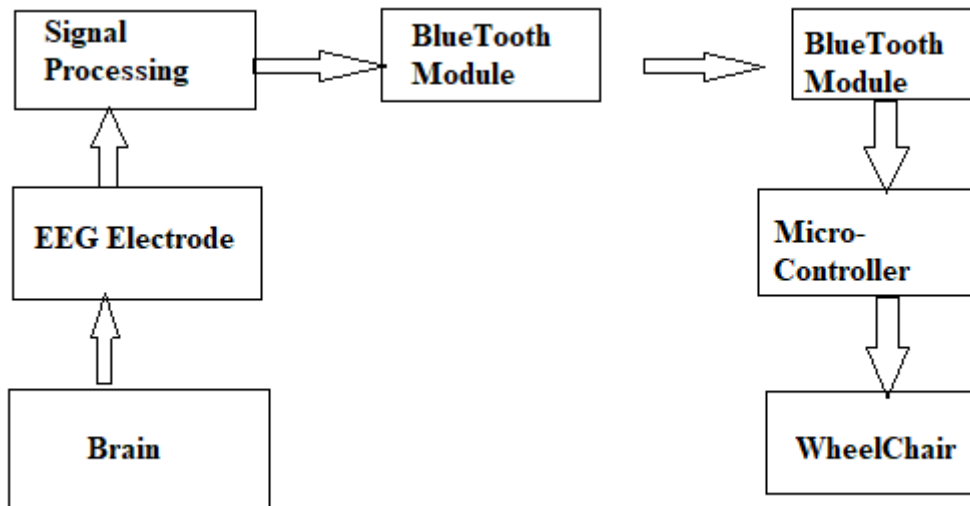 Signal
Processing
BlueTooth
Module
BlueTooth
Module
EEG Electrode
Micro-
Controller
Brain
WheelChair